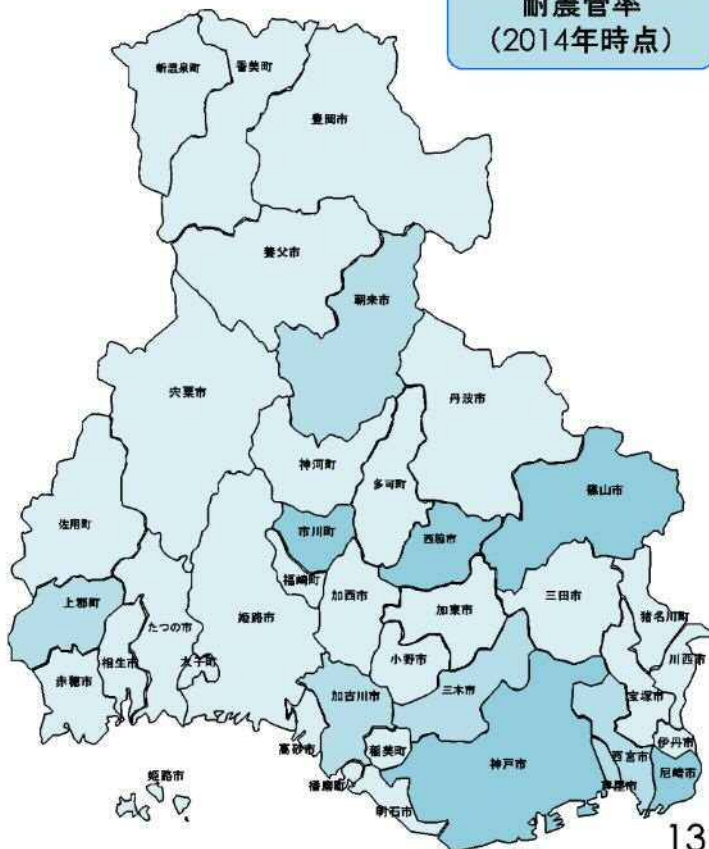 耐震管率
（2014年時点）
新温泉町
香美町
豊岡市
養父市
朝来市
宍粟市
丹波市
神河町
多可町
篠山市
佐用町
市川町
西脇市
上郡町
福崎町
加西市
加東市
三田市
猪名川町
たつの市
姫路市
川西市
相生市
太子町
小野市
赤穂市
加古川市
三木市
宝塚市
高砂市
稲美町
神戸市
西宮市
伊丹市
姫路市
播磨町
芦屋市
尼崎市
明石市
13